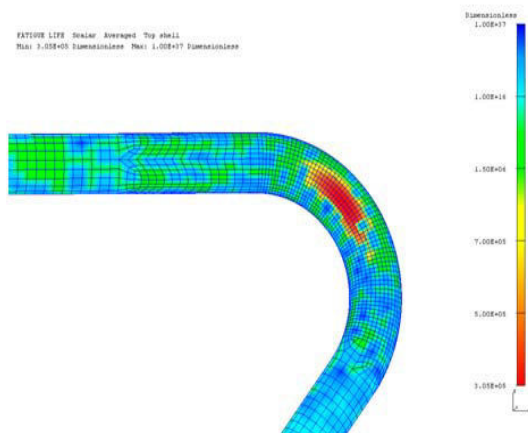 Dimensionless
1.00E+37
FATIGUE LIFE Scalar Averaged Top shell
Min: 3.05E+05 Dimensionless Max: 1.00E+37 Dimensionless
1.00E+16
1.50E+06
7.00E+05
5.00E+05
3.05E+05